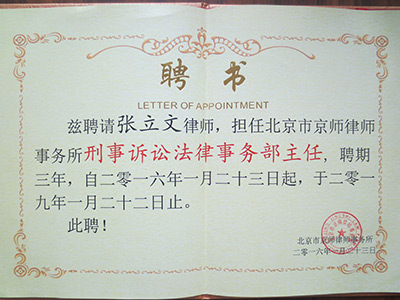 聘书
LETTER OF APPOINTMENT
兹聘请张立文律师，担任北京市京师律师
事务所刑事诉讼法律事务部主任，聘期
三年，自二零一六年一月二十三日起，于二零一
九年一月二十二日止。
此聘！
北京市京师律师事务所
二零一六年一月二十三日